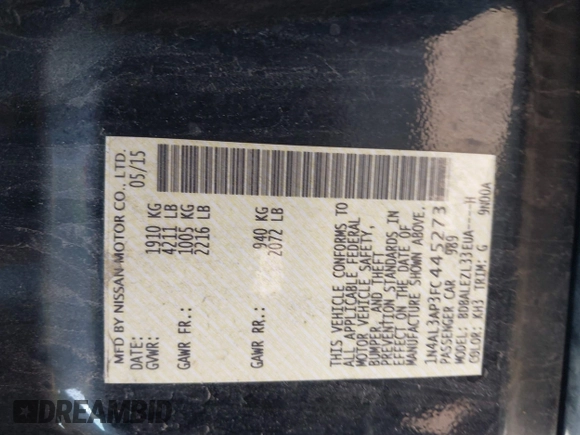 MFD BY NISSAN MOTOR CO., LTD.
DATE: 05/15
GVWR: 1910 KG
4211 LB
GAWR FR.: 1005 KG
2216 LB
GAWR RR.: 940 KG
2072 LB
THIS VEHICLE CONFORMS TO
ALL APPLICABLE FEDERAL
MOTOR VEHICLE SAFETY,
BUMPER, AND THEFT
PREVENTION STANDARDS IN
EFFECT ON THE DATE OF
MANUFACTURE SHOWN ABOVE.
1N4AL3AP3FC445273
PASSENGER CAR 989
MODEL: BDBALEZL33EUA---H
COLOR: KH3 TRIM: G 9N00A
DREAMBID